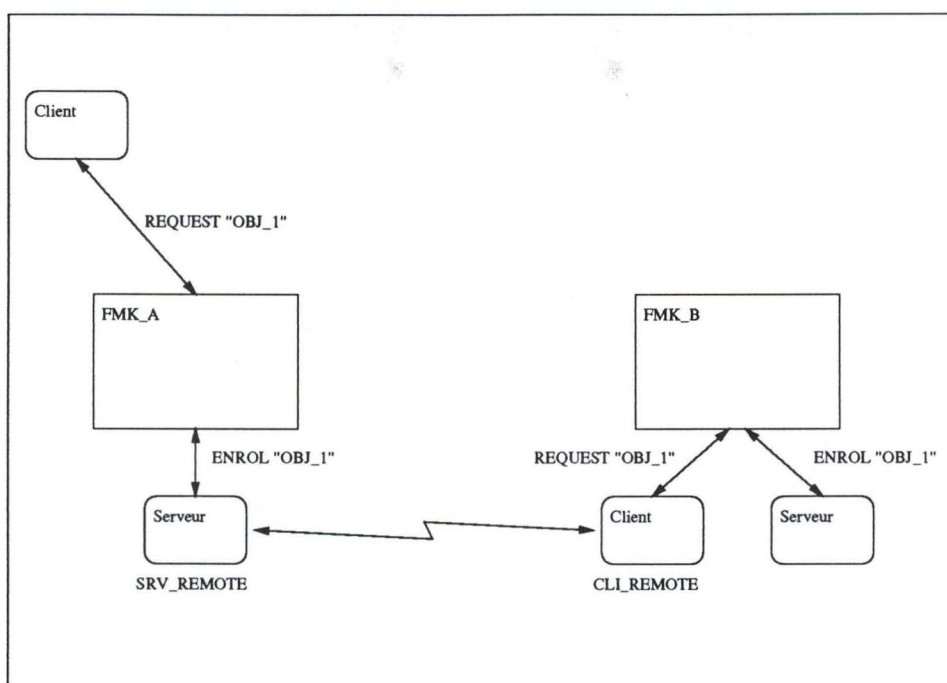 Client
REQUEST "OBJ_1"
FMK_A
FMK_B
ENROL "OBJ_1"
REQUEST "OBJ_1"
ENROL "OBJ_1"
Serveur
Client
Serveur
SRV_REMOTE
CLI_REMOTE